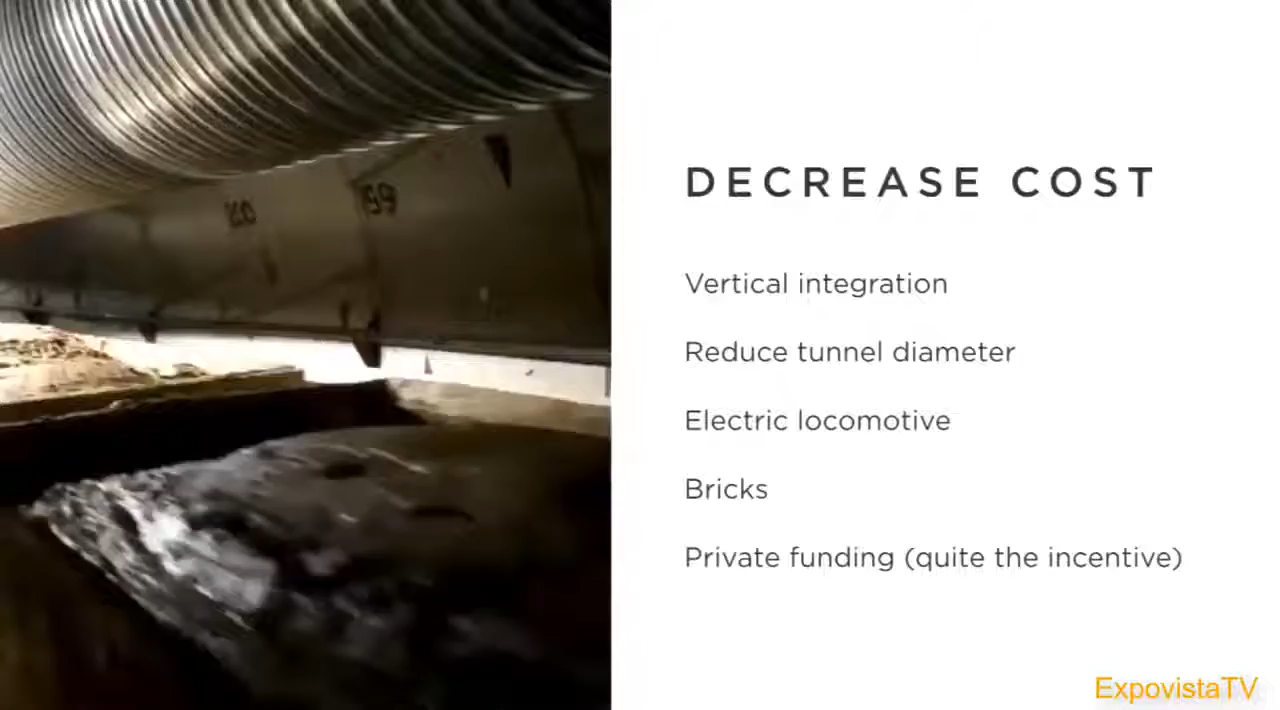 DECREASE COST
Vertical integration
Reduce tunnel diameter
Electric locomotive
Bricks
Private funding (quite the incentive)
ExpovistaTV